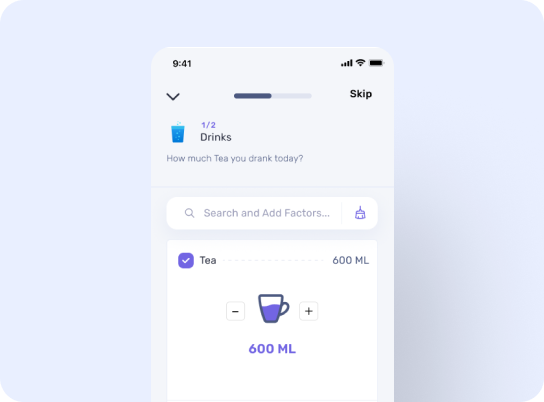 9:41
Skip
1/2
Drinks
How much Tea you drank today?
Search and Add Factors...
Tea 600 ML
600 ML